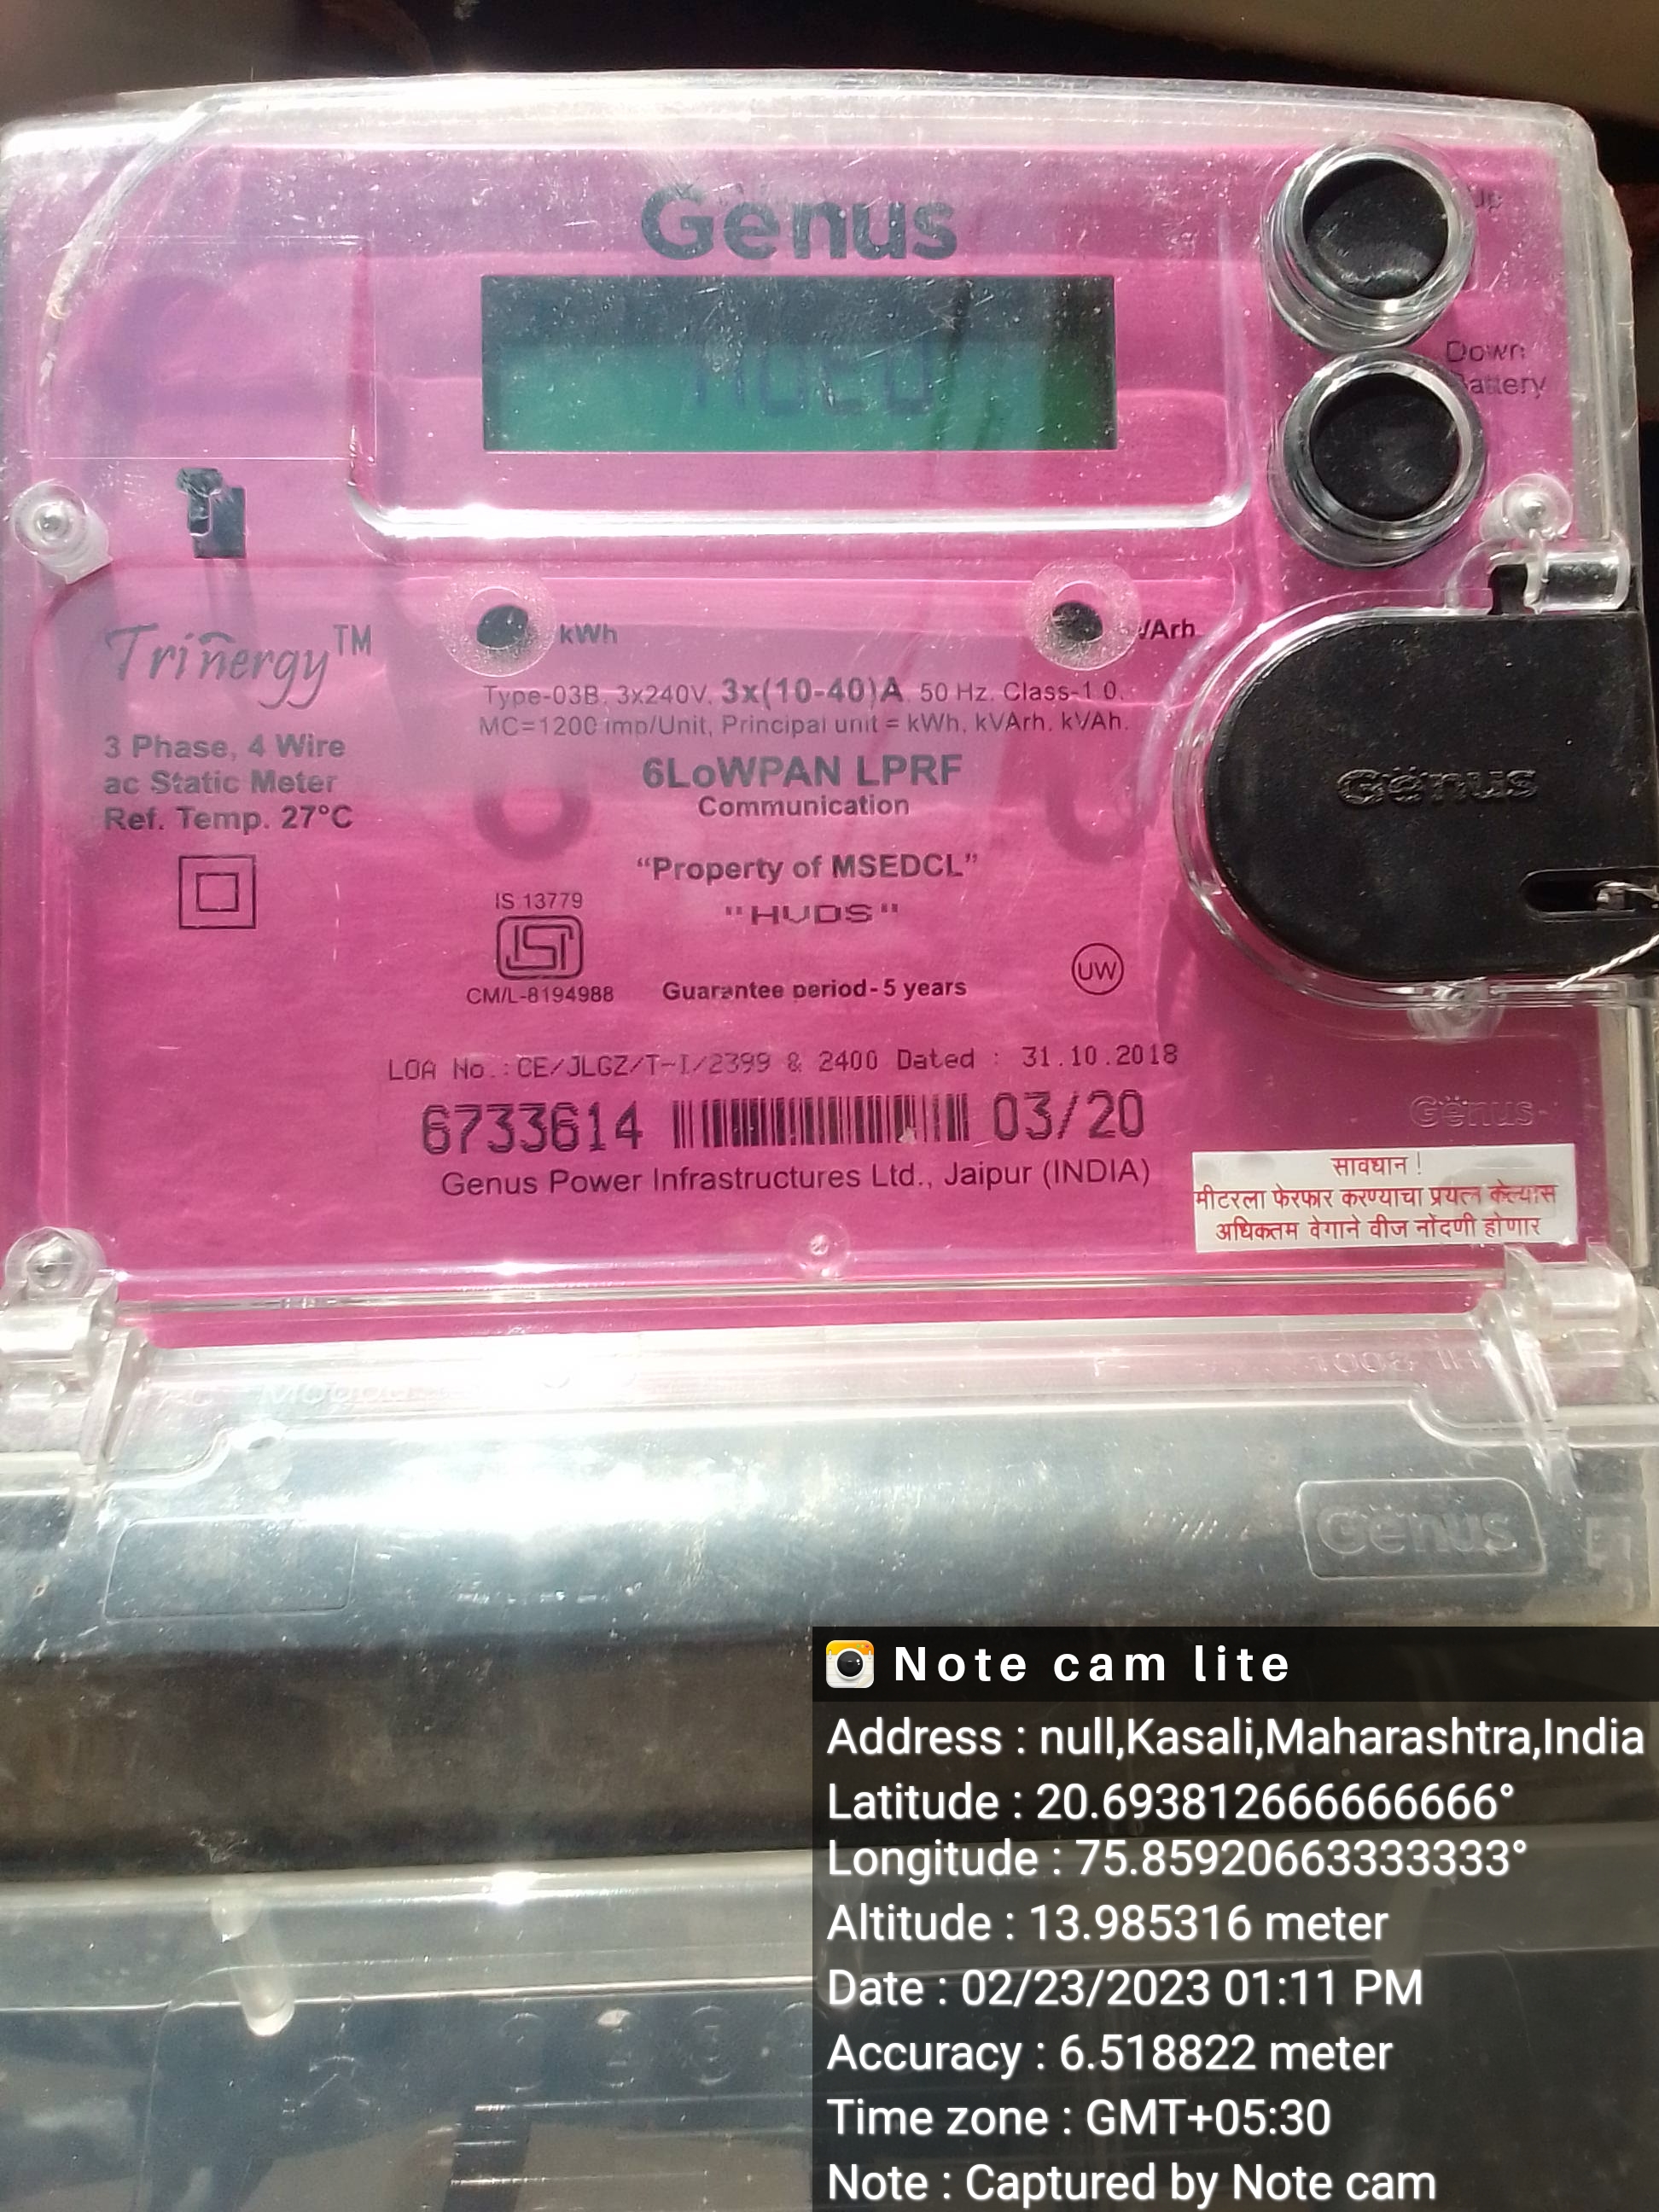 Genus
Down
Battery
kWh
Trinergy™
3 Phase, 4 Wire
ac Static Meter
Ref. Temp. 27°C
Type-03B, 3x240V, 3x(10-40)A, 50 Hz. Class-1.0,
MC=1200 imp/Unit, Principal unit = kWh, kVArh, kVAh.
6LoWPAN LPRF
Communication
"Property of MSEDCL"
"HVDS"
Genus
IS 13779
ISI
CM/L-8194988
Guarantee period-5 years
UW
LOA No.:CE/JLGZ/T-I/2399 & 2400 Dated : 31.10.2018
6733614 03/20
Genus Power Infrastructures Ltd., Jaipur (INDIA)
Genus
सावधान !
मीटरला फेरफार करण्याचा प्रयत्न केल्यास
अधिकतम वेगाने वीज नोंदणी होणार
Genus
Note cam lite
Address : null,Kasali,Maharashtra,India
Latitude : 20.693812666666666°
Longitude : 75.85920663333333°
Altitude : 13.985316 meter
Date : 02/23/2023 01:11 PM
Accuracy : 6.518822 meter
Time zone : GMT+05:30
Note : Captured by Note cam